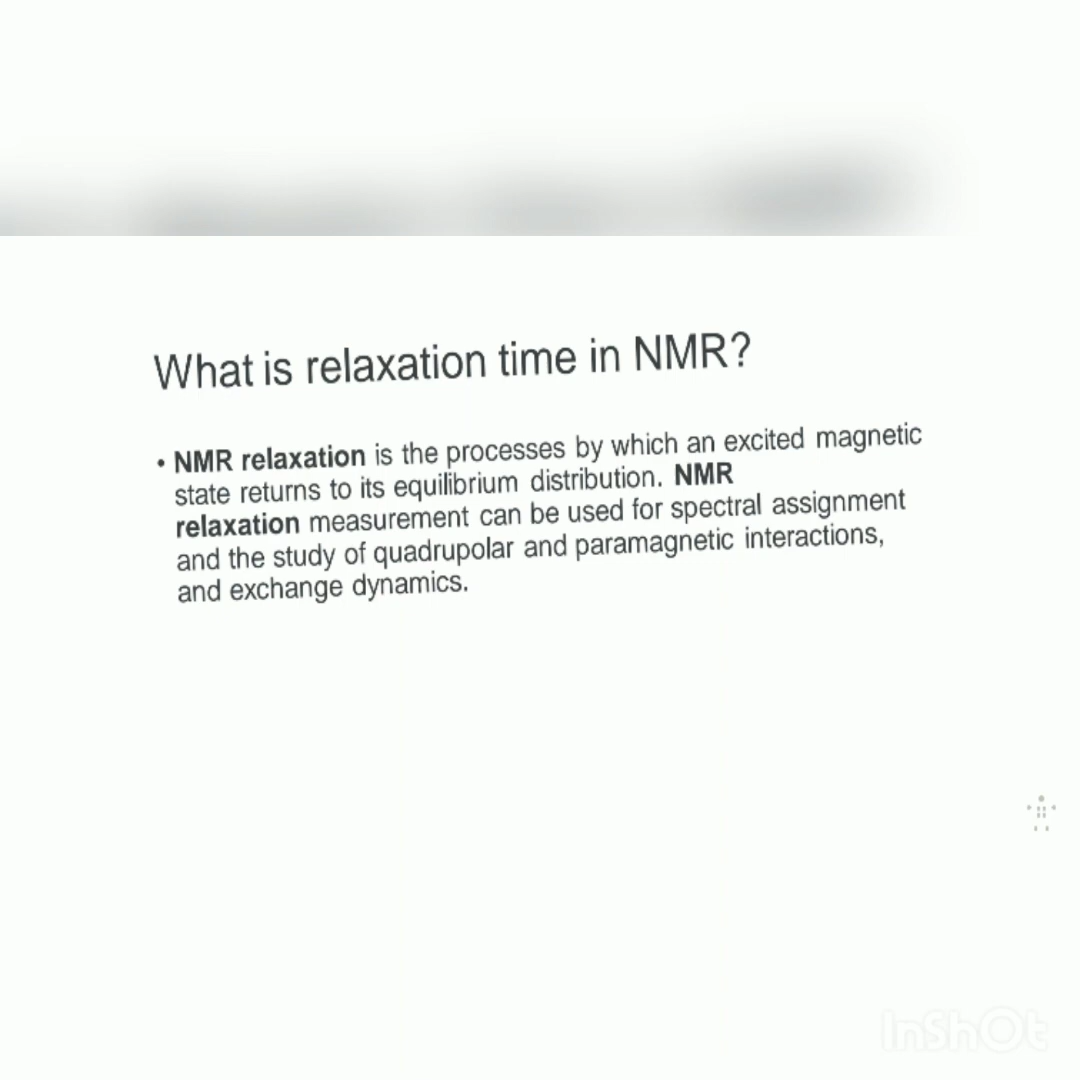 What is relaxation time in NMR?
• NMR relaxation is the processes by which an excited magnetic
state returns to its equilibrium distribution. NMR
relaxation measurement can be used for spectral assignment
and the study of quadrupolar and paramagnetic interactions,
and exchange dynamics.
InShOt